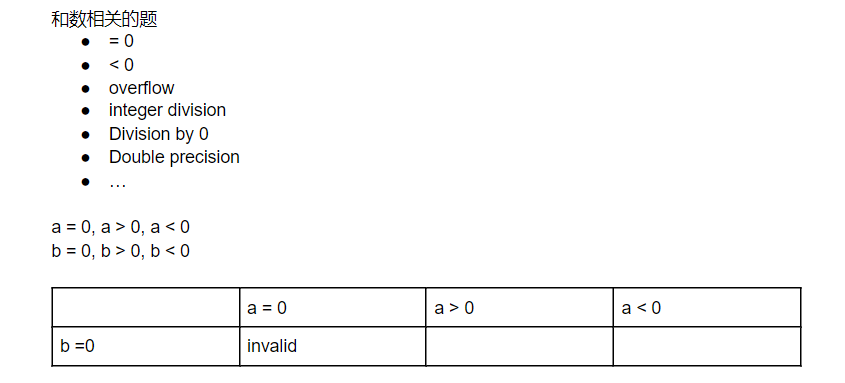 和数相关的题
● = 0
● < 0
● overflow
● integer division
● Division by 0
● Double precision
● …
a = 0, a > 0, a < 0
b = 0, b > 0, b < 0
a = 0 a > 0 a < 0
b =0 invalid